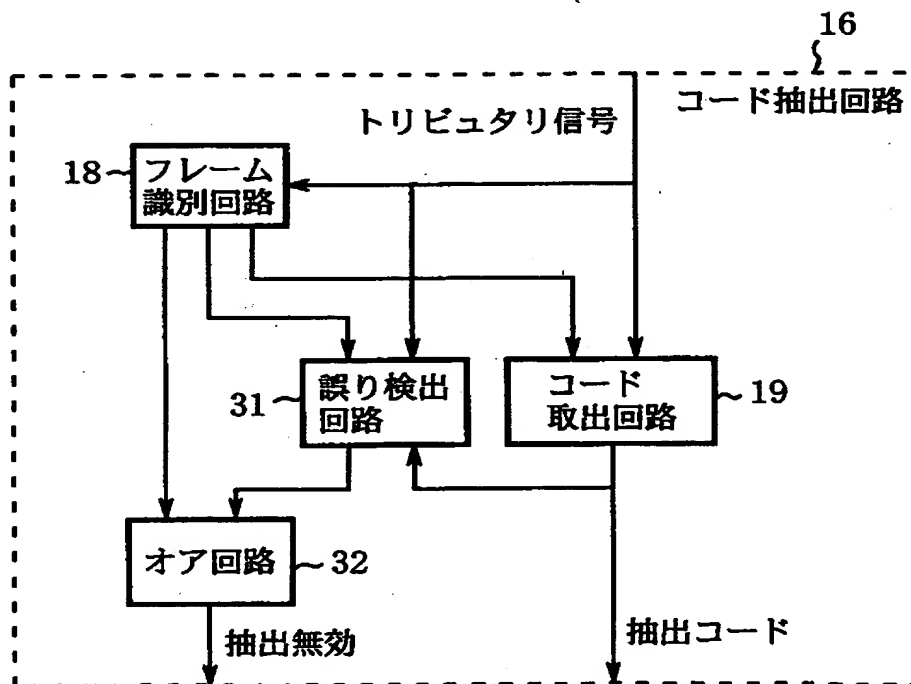 16
コード抽出回路
トリビュタリ信号
18
フレーム
識別回路
31
誤り検出
回路
コード
取出回路
19
オア回路
32
抽出無効
抽出コード